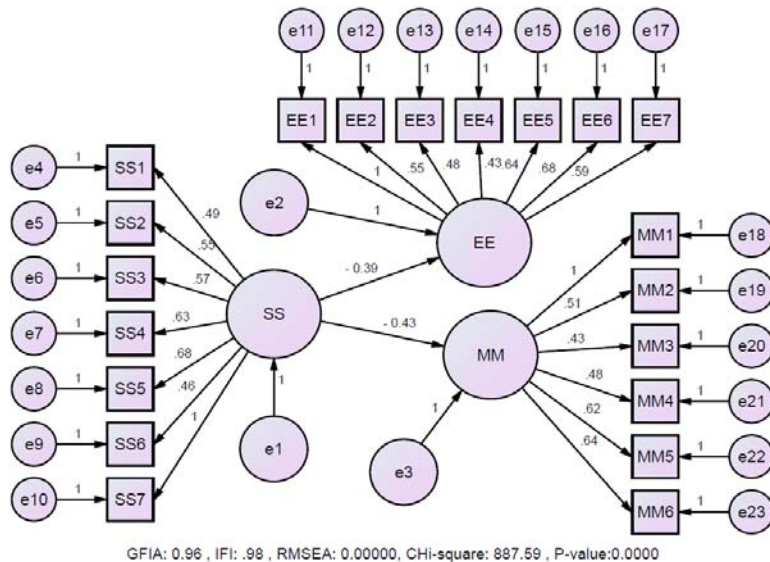 e11 e12 e13 e14 e15 e16 e17
1 1 1 1 1 1 1
EE1 EE2 EE3 EE4 EE5 EE6 EE7
1 .55 .48 .43 .64 .68 .59
e4 1 SS1
e5 1 SS2
e6 1 SS3
e7 1 SS4
e8 1 SS5
e9 1 SS6
e10 1 SS7
.49
.55
.57
.63
.68
.46
1
e2 1 EE
SS
- 0.39
- 0.43
MM
1
e1
1
e3
1
.51
.43
.48
.62
.64
MM1 1 e18
MM2 1 e19
MM3 1 e20
MM4 1 e21
MM5 1 e22
MM6 1 e23
GFIA: 0.96 , IFI: .98 , RMSEA: 0.00000, CHi-square: 887.59 , P-value:0.0000